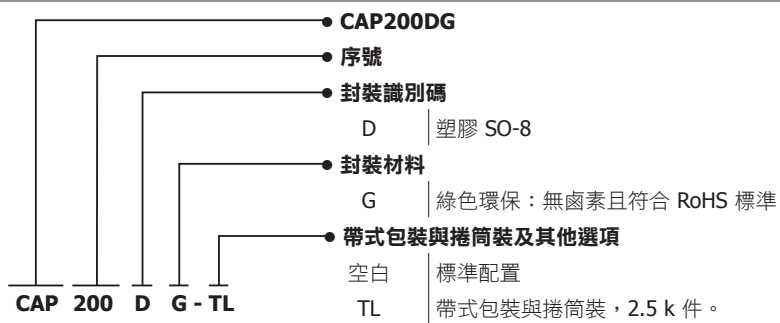 CAP200DG
序號
封裝識別碼
D 塑膠 SO-8
封裝材料
G 綠色環保：無鹵素且符合 RoHS 標準
帶式包裝與捲筒裝及其他選項
空白 標準配置
TL 帶式包裝與捲筒裝，2.5 k 件。
CAP 200 D G - TL